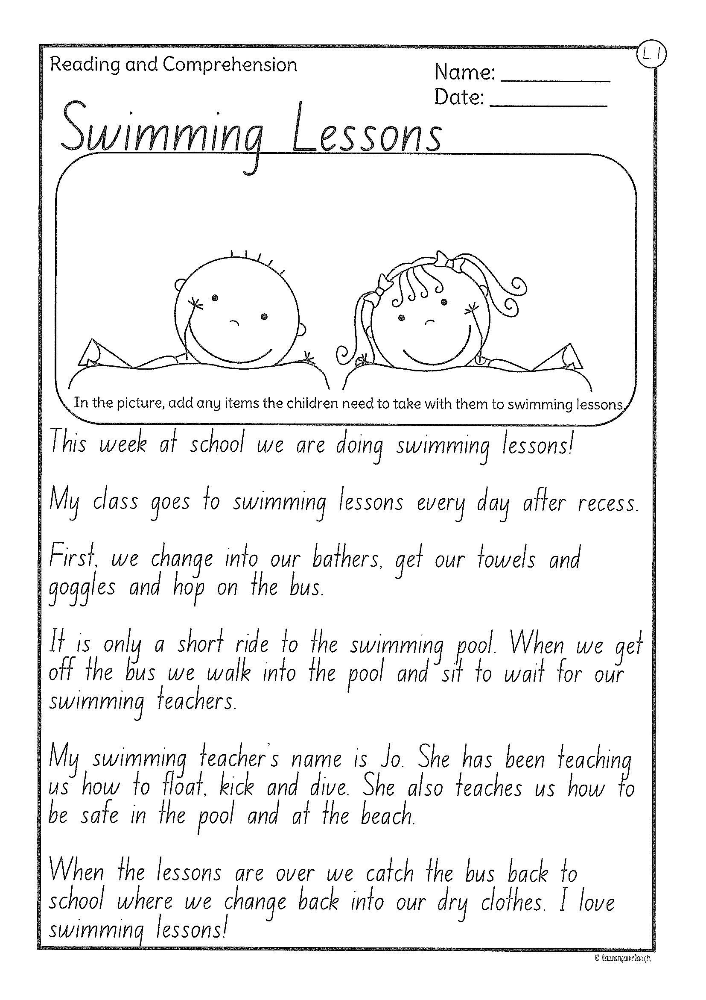 L. 1
Reading and Comprehension
Name:
Date:
Swimming Lessons
In the picture, add any items the children need to take with them to swimming lessons.
This week at school we are doing swimming lessons!
My class goes to swimming lessons every day after recess.
First, we change into our bathers, get our towels and
goggles and hop on the bus.
It is only a short ride to the swimming pool. When we get
off the bus we walk into the pool and sit to wait for our
swimming teachers.
My swimming teacher's name is Jo. She has been teaching
us how to float, kick and dive. She also teaches us how to
be safe in the pool and at the beach.
When the lessons are over we catch the bus back to
school where we change back into our dry clothes. I love
swimming lessons!
© laurenfairclough